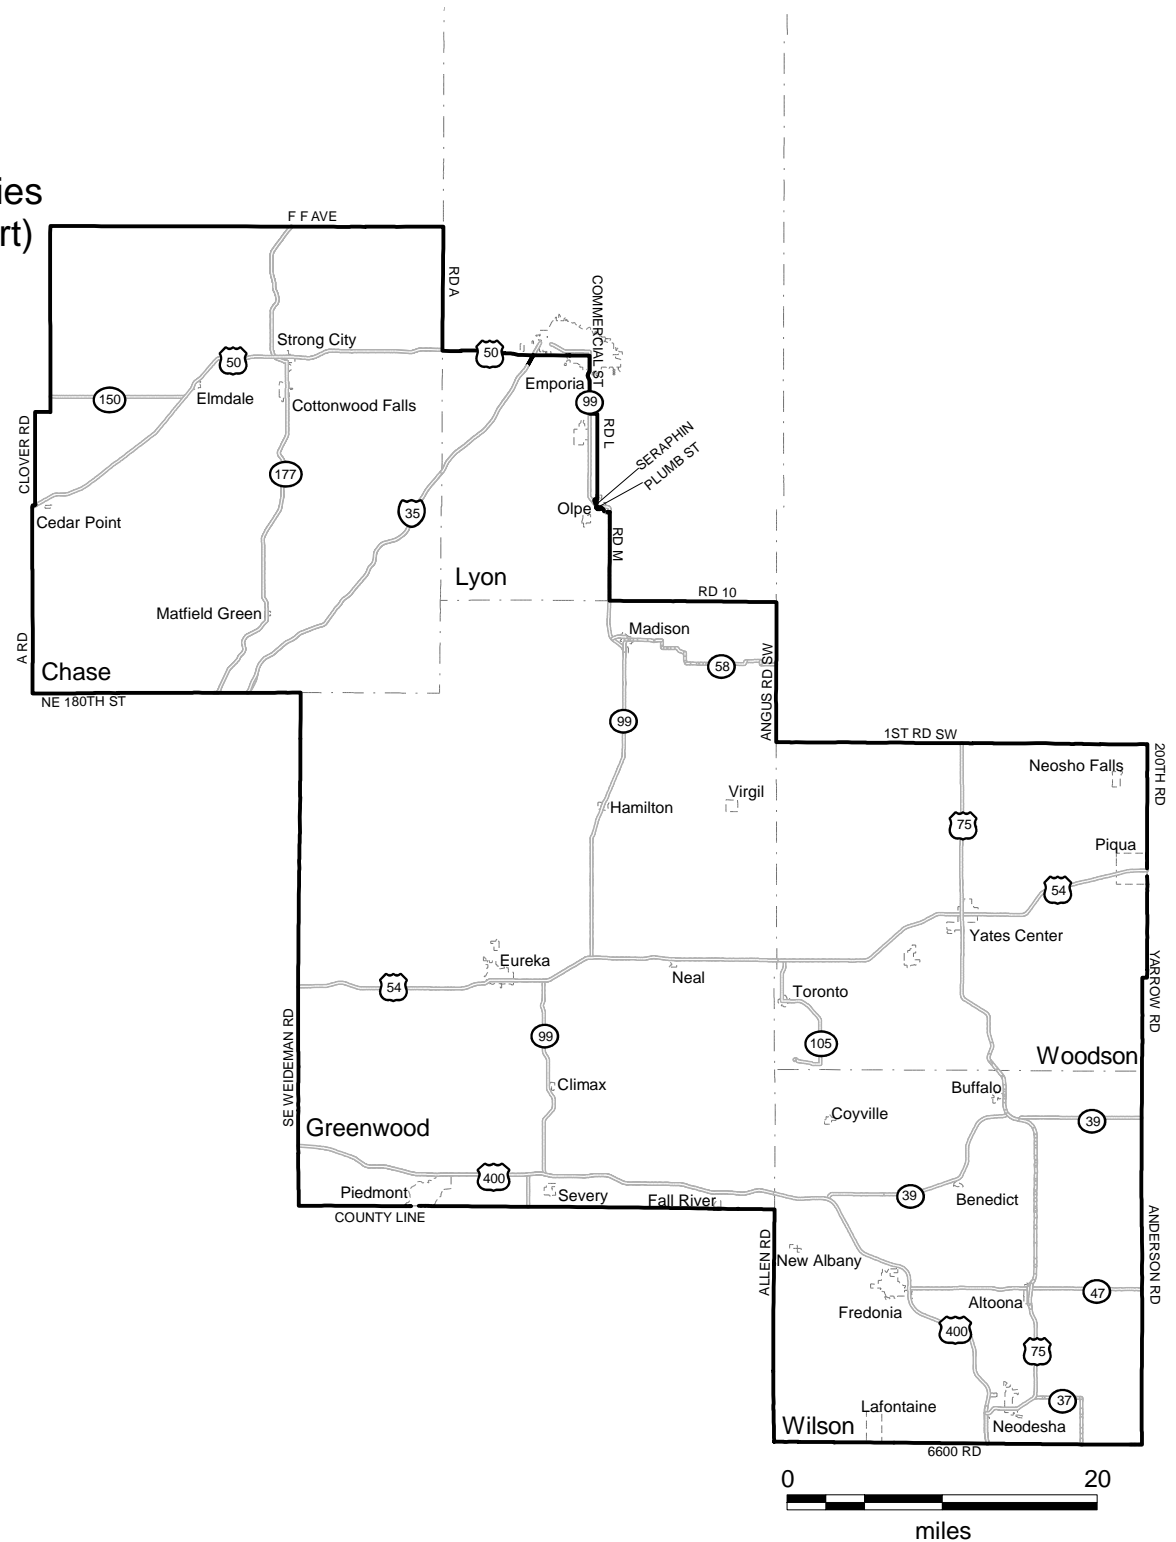 ies
rt)
F F AVE
RD A
COMMERCIAL ST
Strong City
50
50
Elmdale
150
Cottonwood Falls
Emporia
99
CLOVER RD
RD L
SERAPHIN
PLUMB ST
177
35
Cedar Point
Olpe
RD M
Lyon
RD 10
Matfield Green
Madison
A RD
Chase
58
ANGUS RD SW
NE 180TH ST
99
1ST RD SW
200TH RD
Neosho Falls
Virgil
Hamilton
75
Piqua
54
Yates Center
Eureka
Neal
54
Toronto
YARROW RD
99
105
SE WEIDEMAN RD
Woodson
Climax
Buffalo
Coyville
39
Greenwood
400
Piedmont
Severy
Fall River
39
Benedict
COUNTY LINE
ALLEN RD
New Albany
ANDERSON RD
47
Fredonia
Altoona
400
75
37
Lafontaine
Wilson
Neodesha
6600 RD
0
20
miles